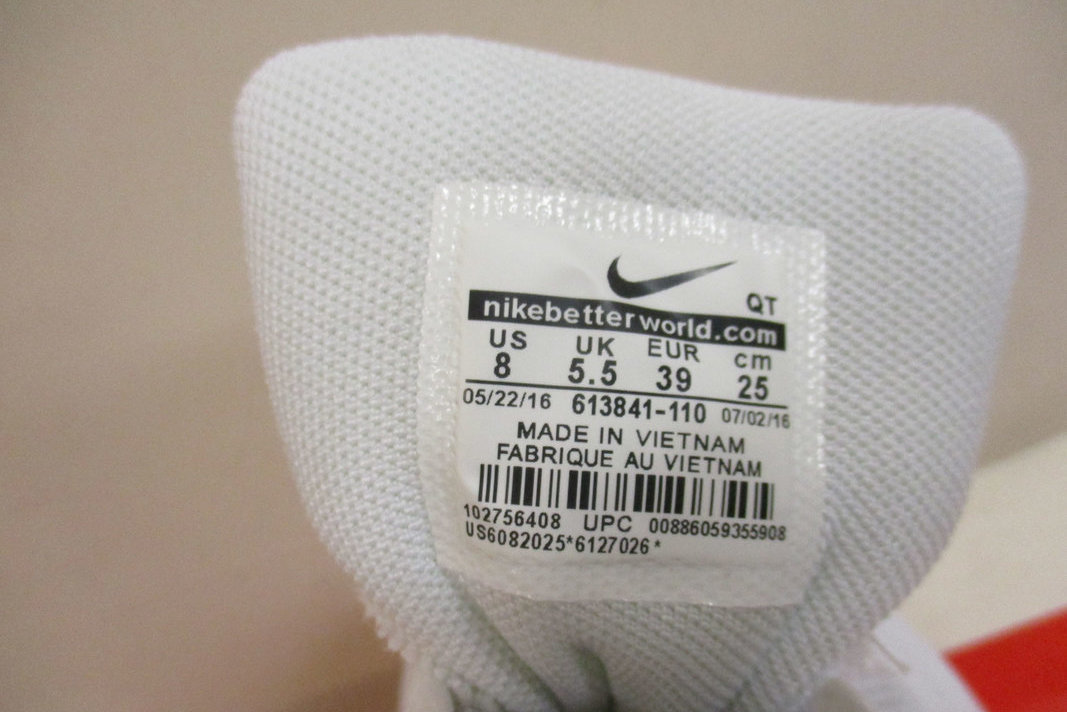 QT
nikebetterworld.com
US UK EUR cm
8 5.5 39 25
05/22/16 613841-110 07/02/16
MADE IN VIETNAM
FABRIQUE AU VIETNAM
102756408 UPC 00886059355908
US6082025*6127026*